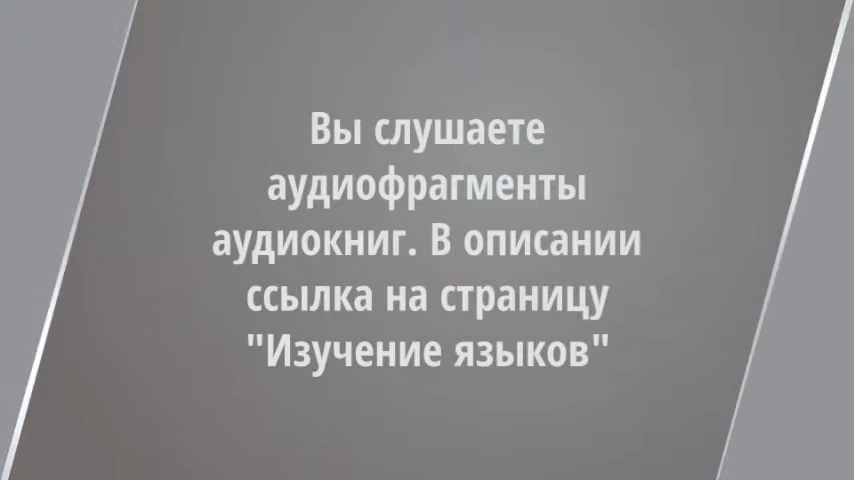 Вы слушаете
аудиофрагменты
аудиокниг. В описании
ссылка на страницу
"Изучение языков"